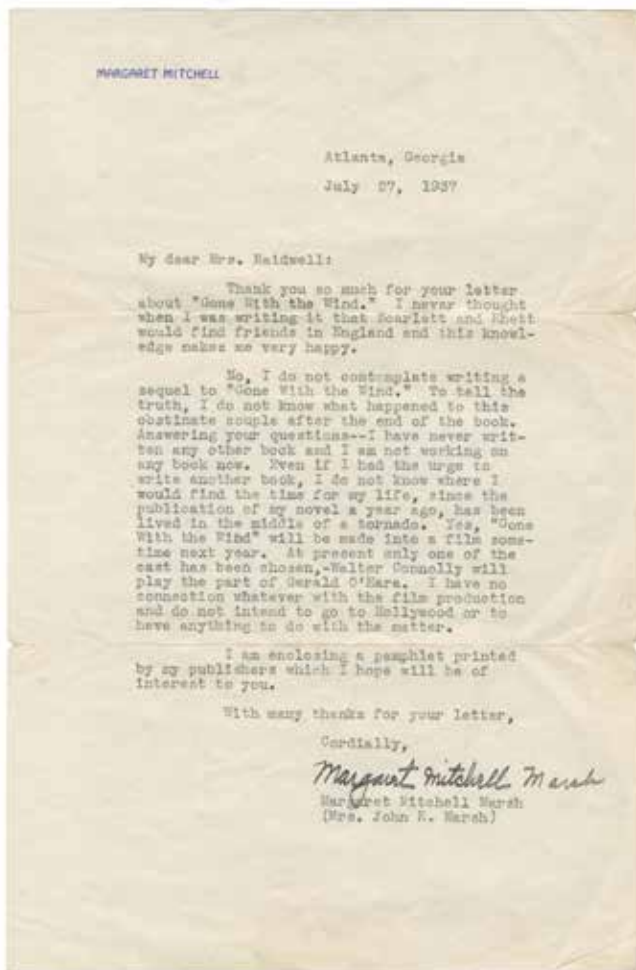 MARGARET MITCHELL
Atlanta, Georgia
July 27, 1937
My dear Mrs. Maidwell:
Thank you so much for your letter
about "Gone With the Wind." I never thought
when I was writing it that Scarlett and Rhett
would find friends in England and this knowl-
edge makes me very happy.
No, I do not contemplate writing a
sequel to "Gone With the Wind." To tell the
truth, I do not know what happened to this
obstinate couple after the end of the book.
Answering your questions--I have never writ-
ten any other book and I am not working on
any book now. Even if I had the urge to
write another book, I do not know where I
would find the time for my life, since the
publication of my novel a year ago, has been
lived in the middle of a tornado. Yes, "Gone
With the Wind" will be made into a film some-
time next year. At present only one of the
cast has been chosen,-Walter Connolly will
play the part of Gerald O'Hara. I have no
connection whatever with the film production
and do not intend to go to Hollywood or to
have anything to do with the matter.
I am enclosing a pamphlet printed
by my publishers which I hope will be of
interest to you.
With many thanks for your letter,
Cordially,
Margaret Mitchell Marsh
Margaret Mitchell Marsh
(Mrs. John R. Marsh)